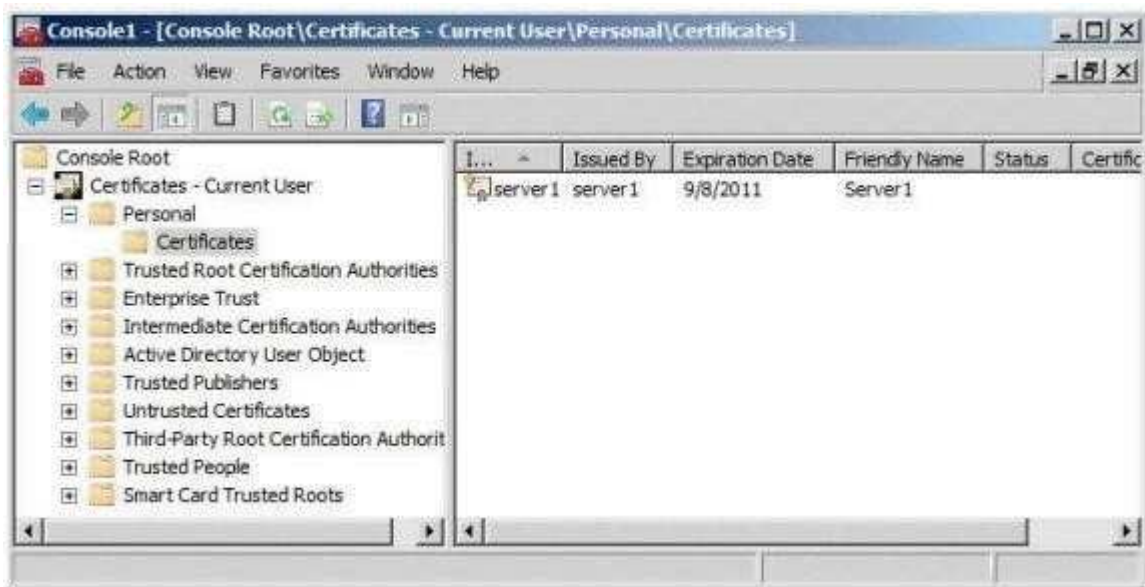 Console1 - [Console Root\Certificates - Current User\Personal\Certificates]
File Action View Favorites Window Help
Console Root
Certificates - Current User
Personal
Certificates
Trusted Root Certification Authorities
Enterprise Trust
Intermediate Certification Authorities
Active Directory User Object
Trusted Publishers
Untrusted Certificates
Third-Party Root Certification Authorit
Trusted People
Smart Card Trusted Roots
I... Issued By Expiration Date Friendly Name Status Certific
server1 server1 9/8/2011 Server1